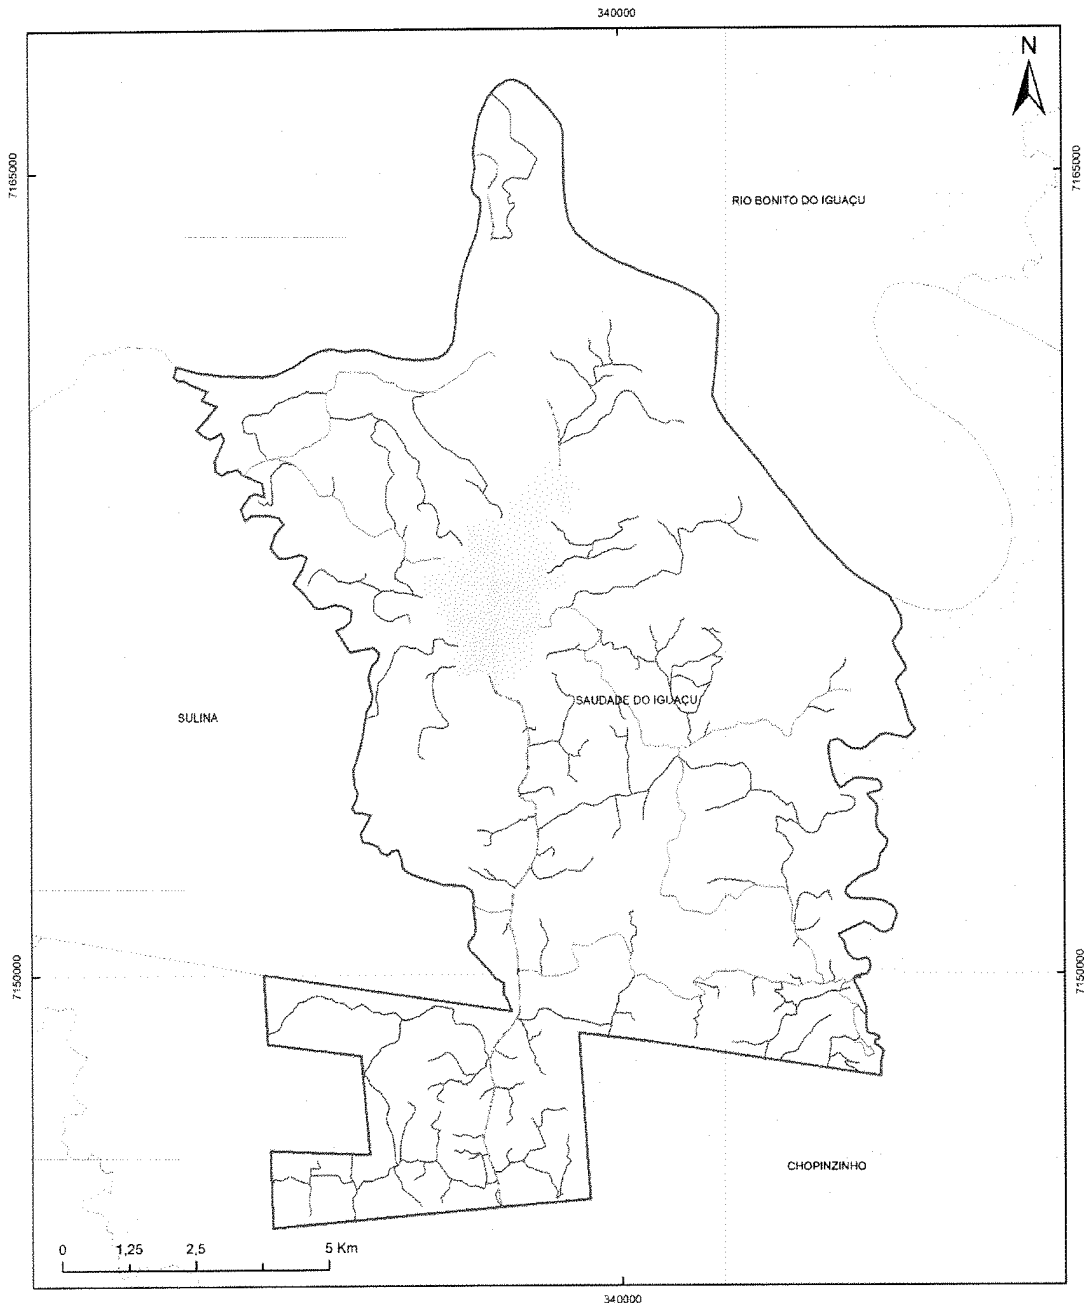 340000
N
7165000
7165000
RIO BONITO DO IGUAÇU
SAUDADE DO IGUAÇU
SULINA
7150000
7150000
CHOPINZINHO
0 1,25 2,5 5 Km
340000